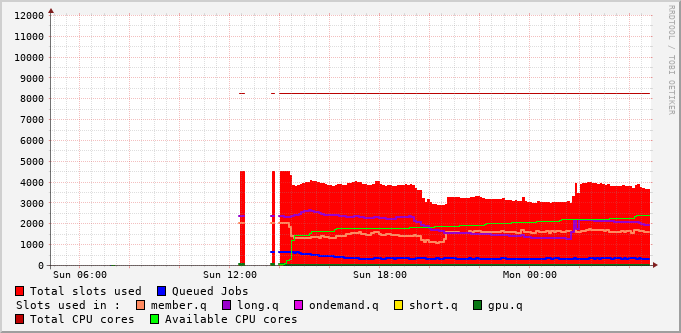 RRDTOOL / TOBI OETIKER
12000
11000
10000
9000
8000
7000
6000
5000
4000
3000
2000
1000
0
Sun 06:00 Sun 12:00 Sun 18:00 Mon 00:00
Total slots used Queued Jobs
Slots used in : member.q long.q ondemand.q short.q gpu.q
Total CPU cores Available CPU cores